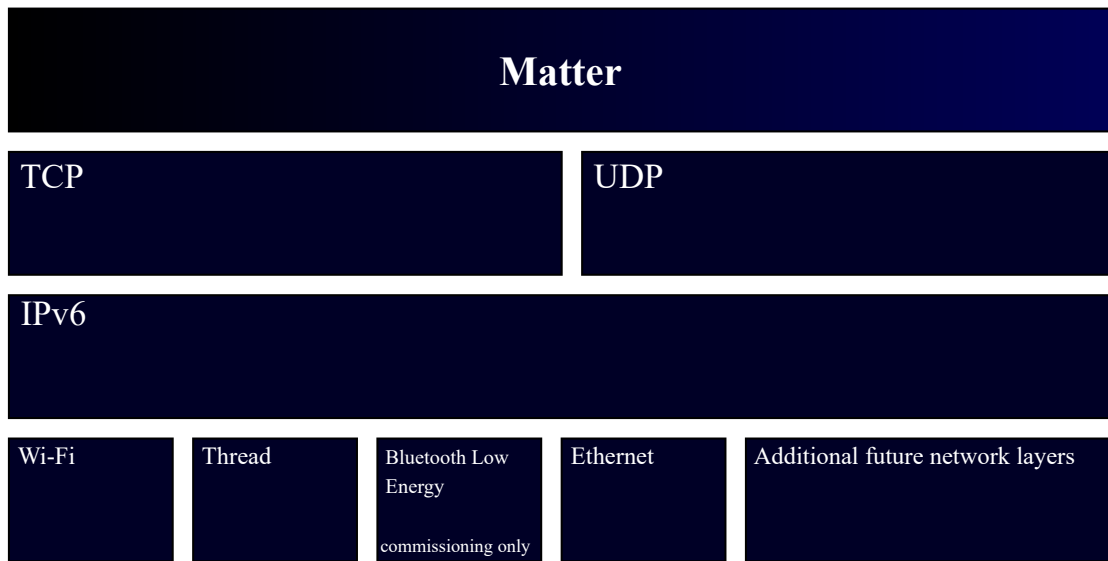 Matter
TCP
UDP
IPv6
Wi-Fi
Thread
Bluetooth Low
Energy
commissioning only
Ethernet
Additional future network layers